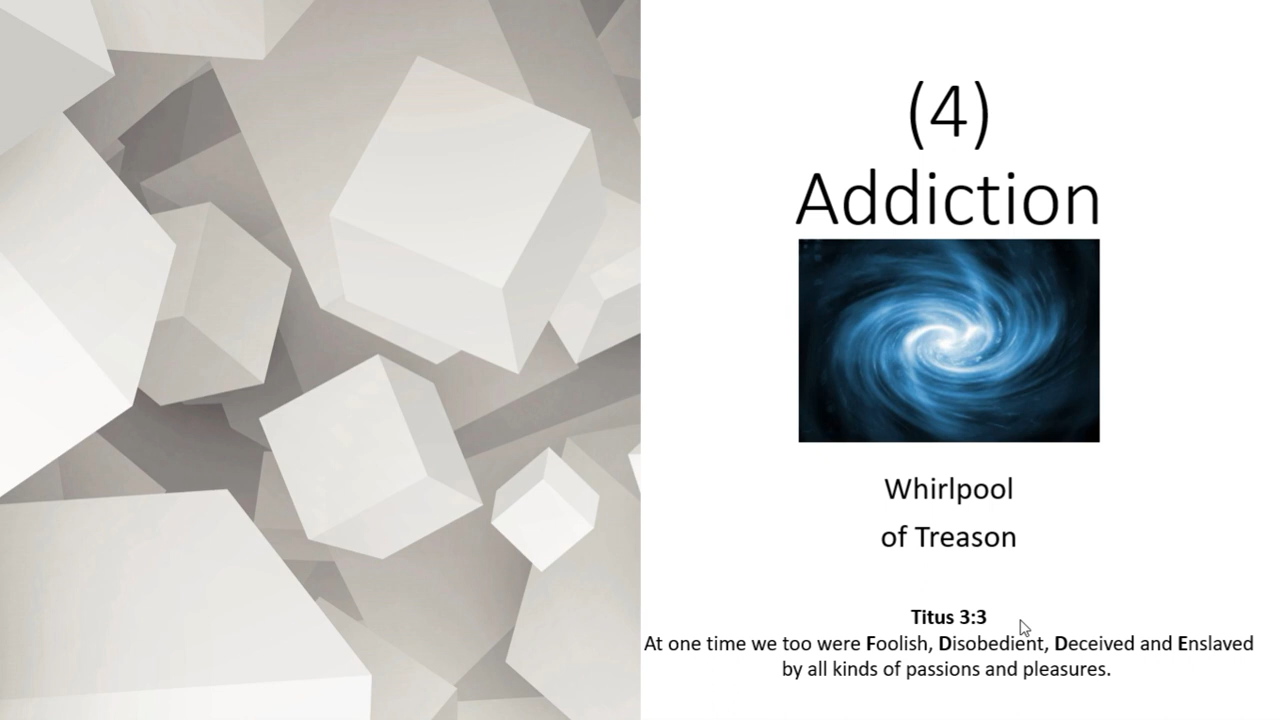 (4)
Addiction
Whirlpool
of Treason
Titus 3:3
At one time we too were Foolish, Disobedient, Deceived and Enslaved
by all kinds of passions and pleasures.